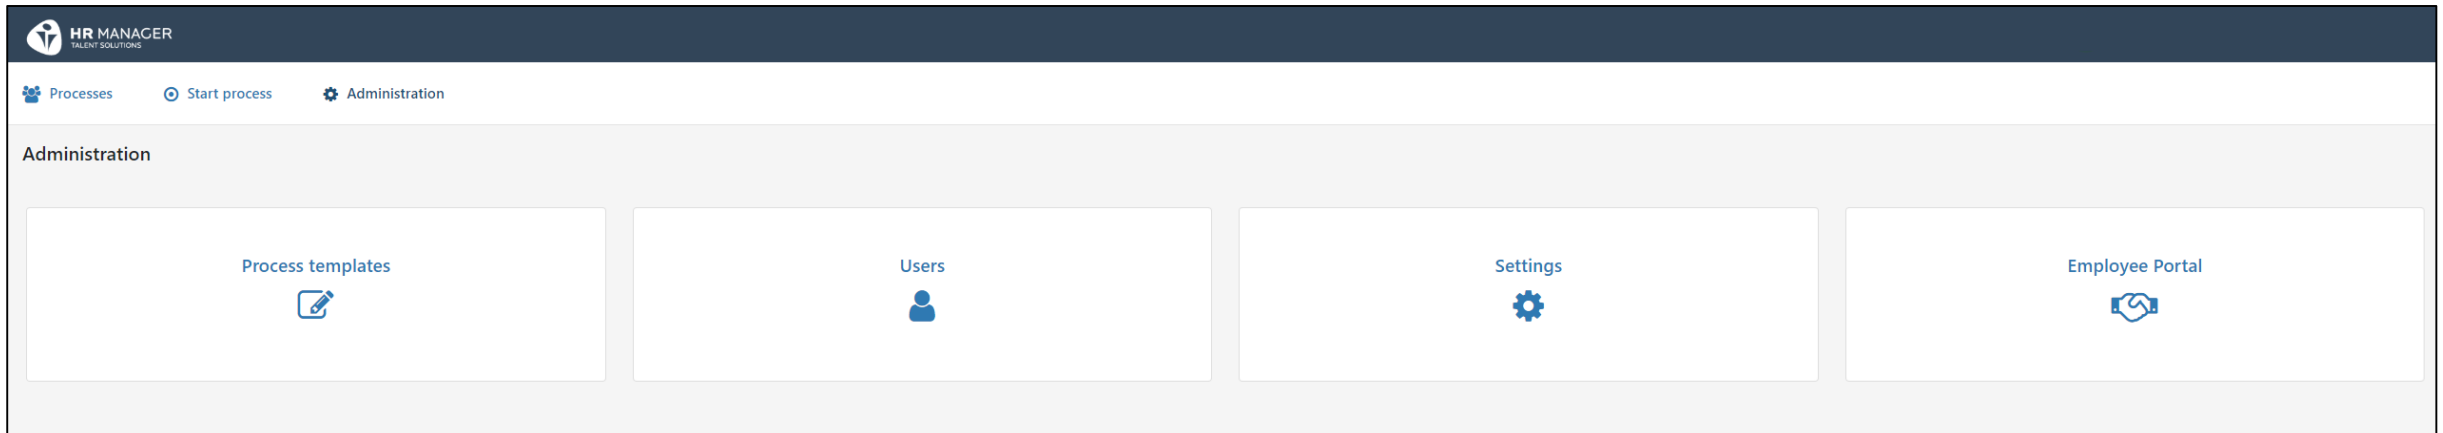 HR MANAGER
TALENT SOLUTIONS
Processes Start process Administration
Administration
Process templates Users Settings Employee Portal